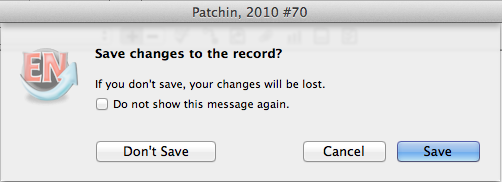 Patchin, 2010 #70
EN
Save changes to the record?
If you don't save, your changes will be lost.
Do not show this message again.
Don't Save
Cancel
Save